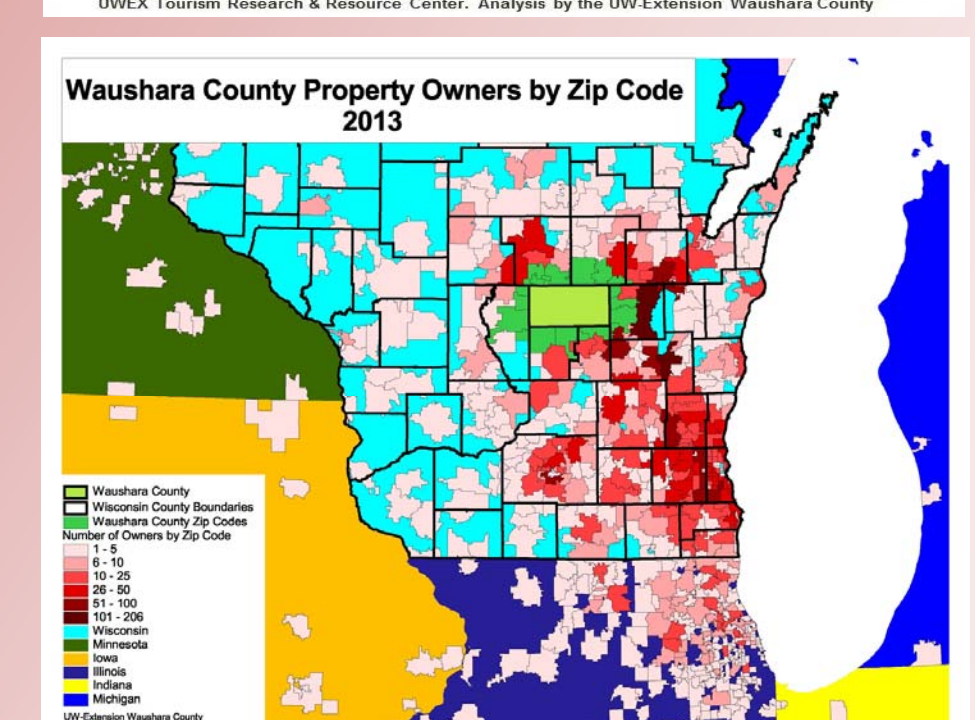 UWEX Tourism Research & Resource Center. Analysis by the UW-Extension Waushara County
Waushara County Property Owners by Zip Code
2013
Waushara County
Wisconsin County Boundaries
Waushara County Zip Codes
Number of Owners by Zip Code
1 - 5
6 - 10
10 - 25
26 - 50
51 - 100
101 - 206
Wisconsin
Minnesota
Iowa
Illinois
Indiana
Michigan
UW-Extension Waushara County